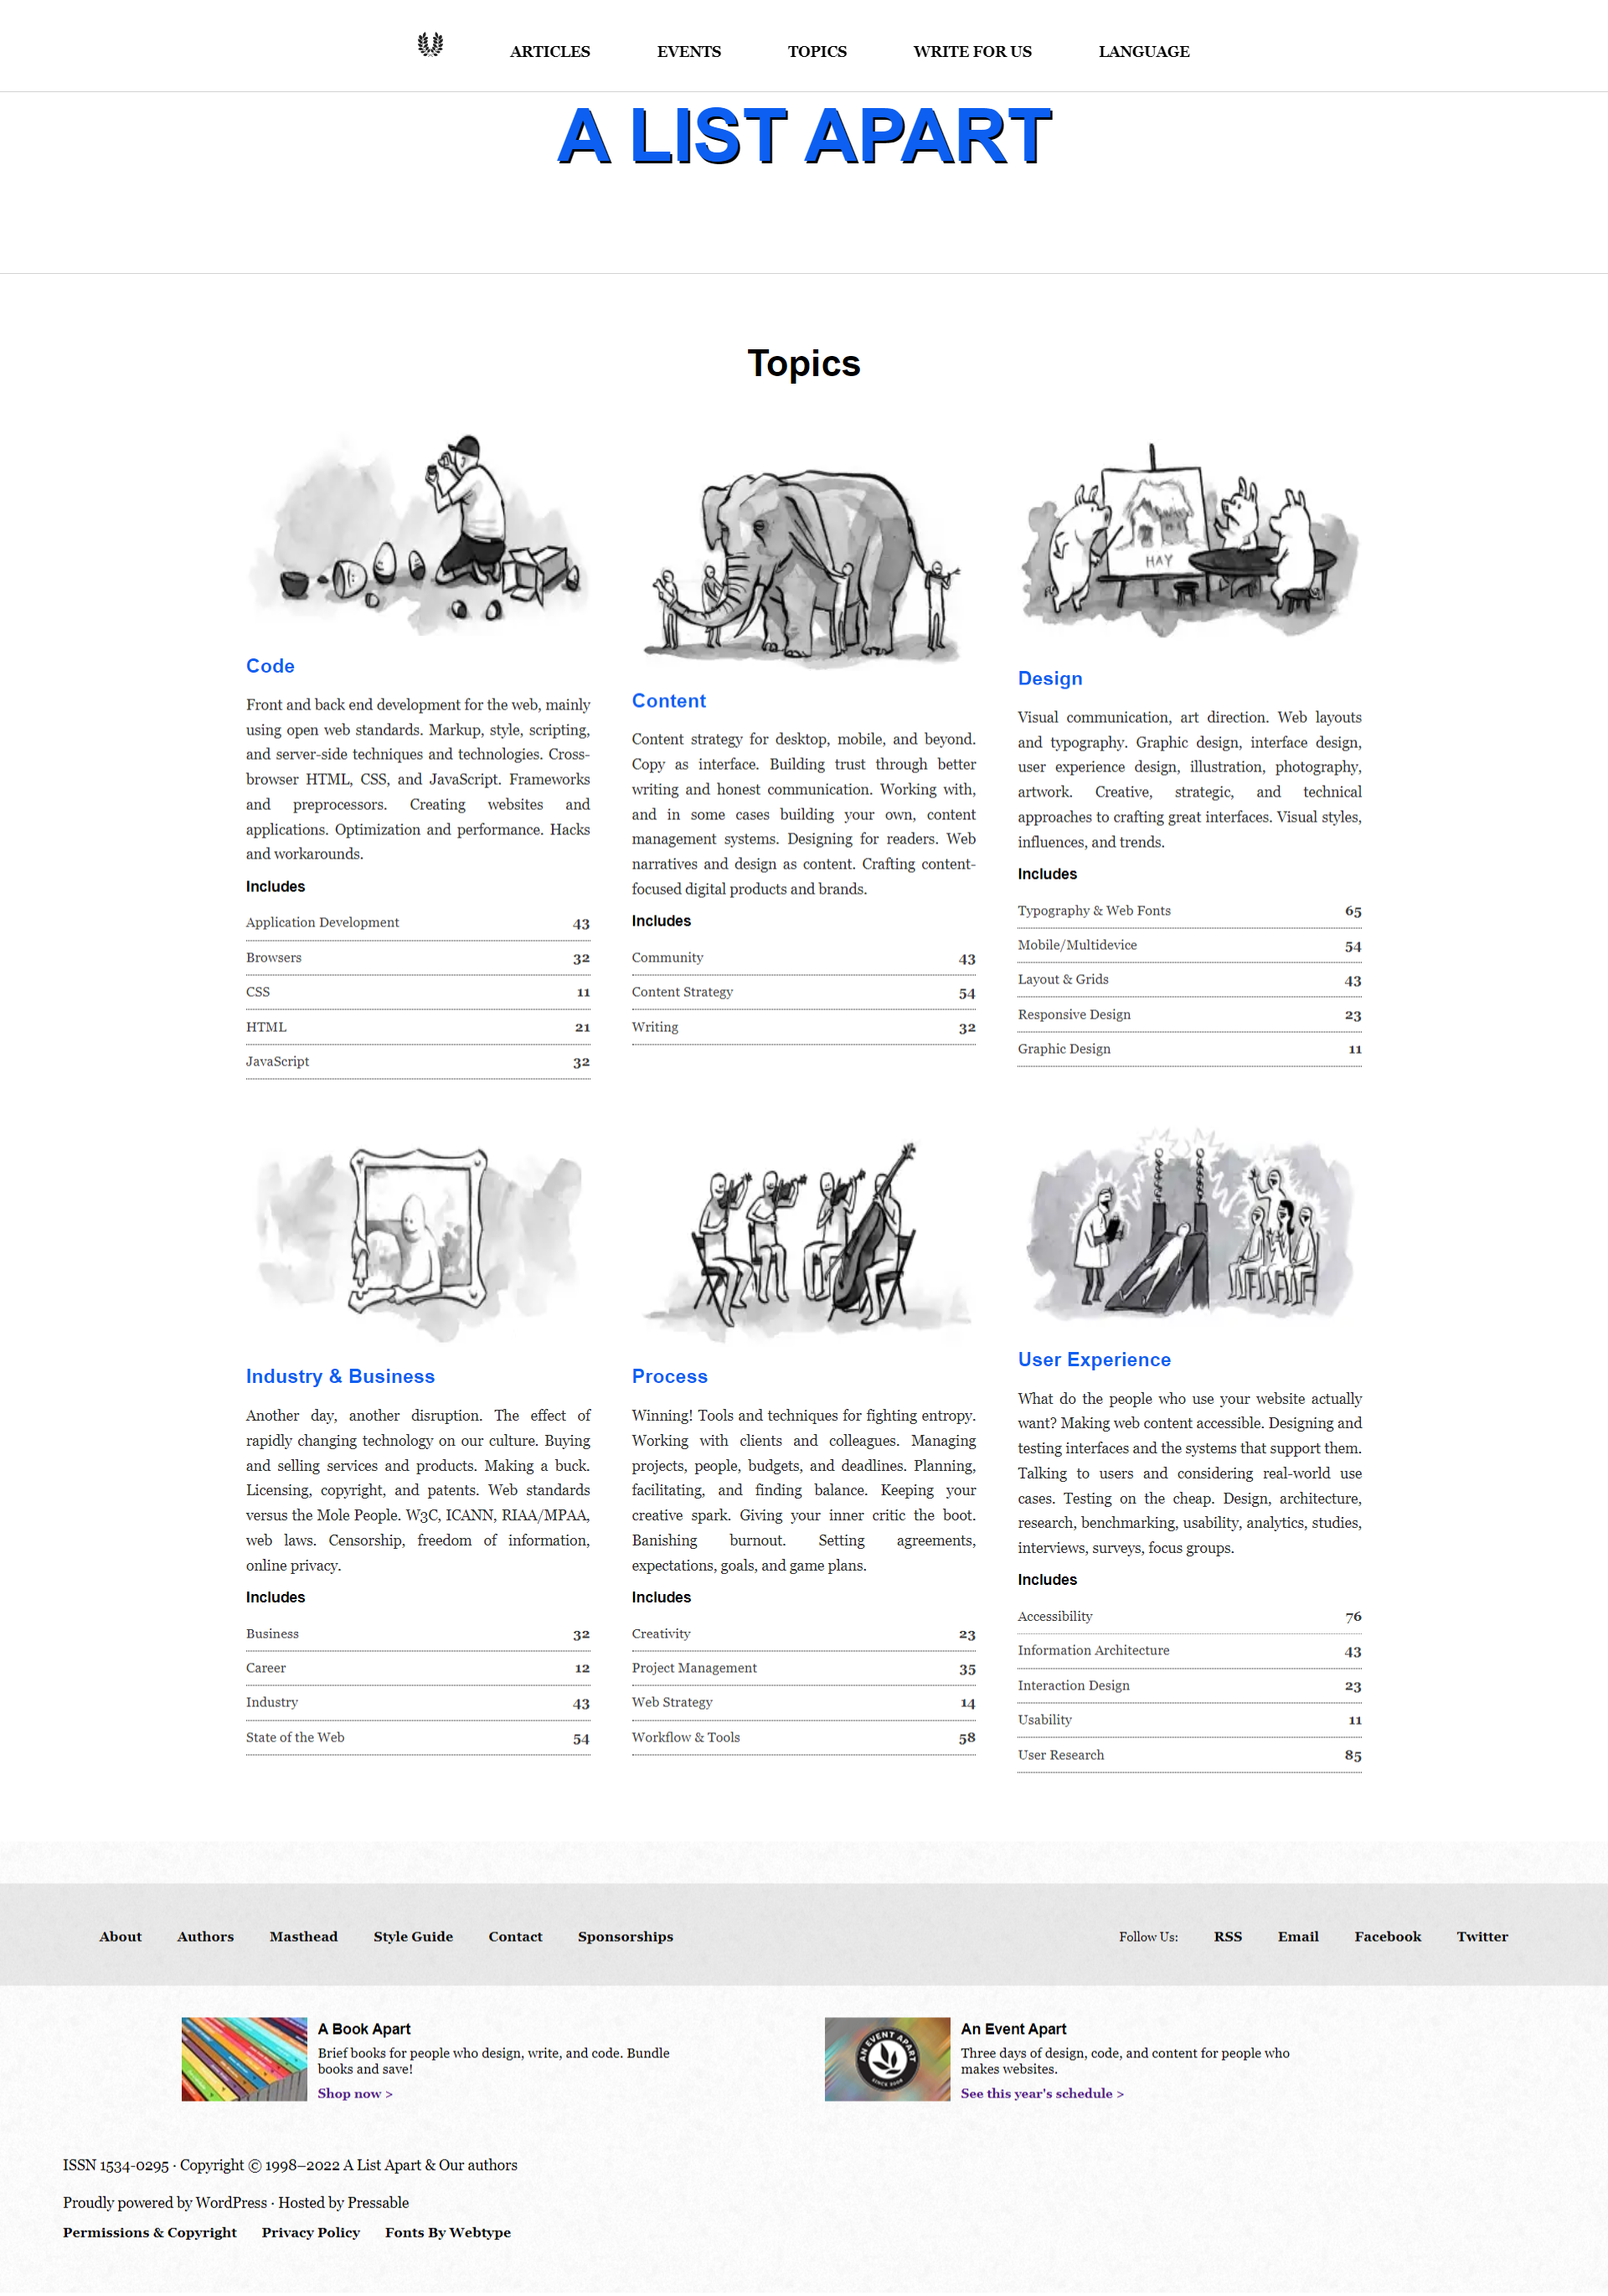 ARTICLES EVENTS TOPICS WRITE FOR US LANGUAGE
A LIST APART
Topics
HAY
Code
Front and back end development for the web, mainly
using open web standards. Markup, style, scripting,
and server-side techniques and technologies. Cross-
browser HTML, CSS, and JavaScript. Frameworks
and preprocessors. Creating websites and
applications. Optimization and performance. Hacks
and workarounds.
Includes
Application Development 43
Browsers 32
CSS 11
HTML 21
JavaScript 32
Content
Content strategy for desktop, mobile, and beyond.
Copy as interface. Building trust through better
writing and honest communication. Working with,
and in some cases building your own, content
management systems. Designing for readers. Web
narratives and design as content. Crafting content-
focused digital products and brands.
Includes
Community 43
Content Strategy 54
Writing 32
Design
Visual communication, art direction. Web layouts
and typography. Graphic design, interface design,
user experience design, illustration, photography,
artwork. Creative, strategic, and technical
approaches to crafting great interfaces. Visual styles,
influences, and trends.
Includes
Typography & Web Fonts 65
Mobile/Multidevice 54
Layout & Grids 43
Responsive Design 23
Graphic Design 11
Industry & Business
Another day, another disruption. The effect of
rapidly changing technology on our culture. Buying
and selling services and products. Making a buck.
Licensing, copyright, and patents. Web standards
versus the Mole People. W3C, ICANN, RIAA/MPAA,
web laws. Censorship, freedom of information,
online privacy.
Includes
Business 32
Career 12
Industry 43
State of the Web 54
Process
Winning! Tools and techniques for fighting entropy.
Working with clients and colleagues. Managing
projects, people, budgets, and deadlines. Planning,
facilitating, and finding balance. Keeping your
creative spark. Giving your inner critic the boot.
Banishing burnout. Setting agreements,
expectations, goals, and game plans.
Includes
Creativity 23
Project Management 35
Web Strategy 14
Workflow & Tools 58
User Experience
What do the people who use your website actually
want? Making web content accessible. Designing and
testing interfaces and the systems that support them.
Talking to users and considering real-world use
cases. Testing on the cheap. Design, architecture,
research, benchmarking, usability, analytics, studies,
interviews, surveys, focus groups.
Includes
Accessibility 76
Information Architecture 43
Interaction Design 23
Usability 11
User Research 85
About Authors Masthead Style Guide Contact Sponsorships Follow Us: RSS Email Facebook Twitter
A Book Apart
Brief books for people who design, write, and code. Bundle
books and save!
Shop now >
AN EVENT APART
SINCE 2005
An Event Apart
Three days of design, code, and content for people who
makes websites.
See this year's schedule >
ISSN 1534-0295 · Copyright © 1998–2022 A List Apart & Our authors
Proudly powered by WordPress · Hosted by Pressable
Permissions & Copyright Privacy Policy Fonts By Webtype